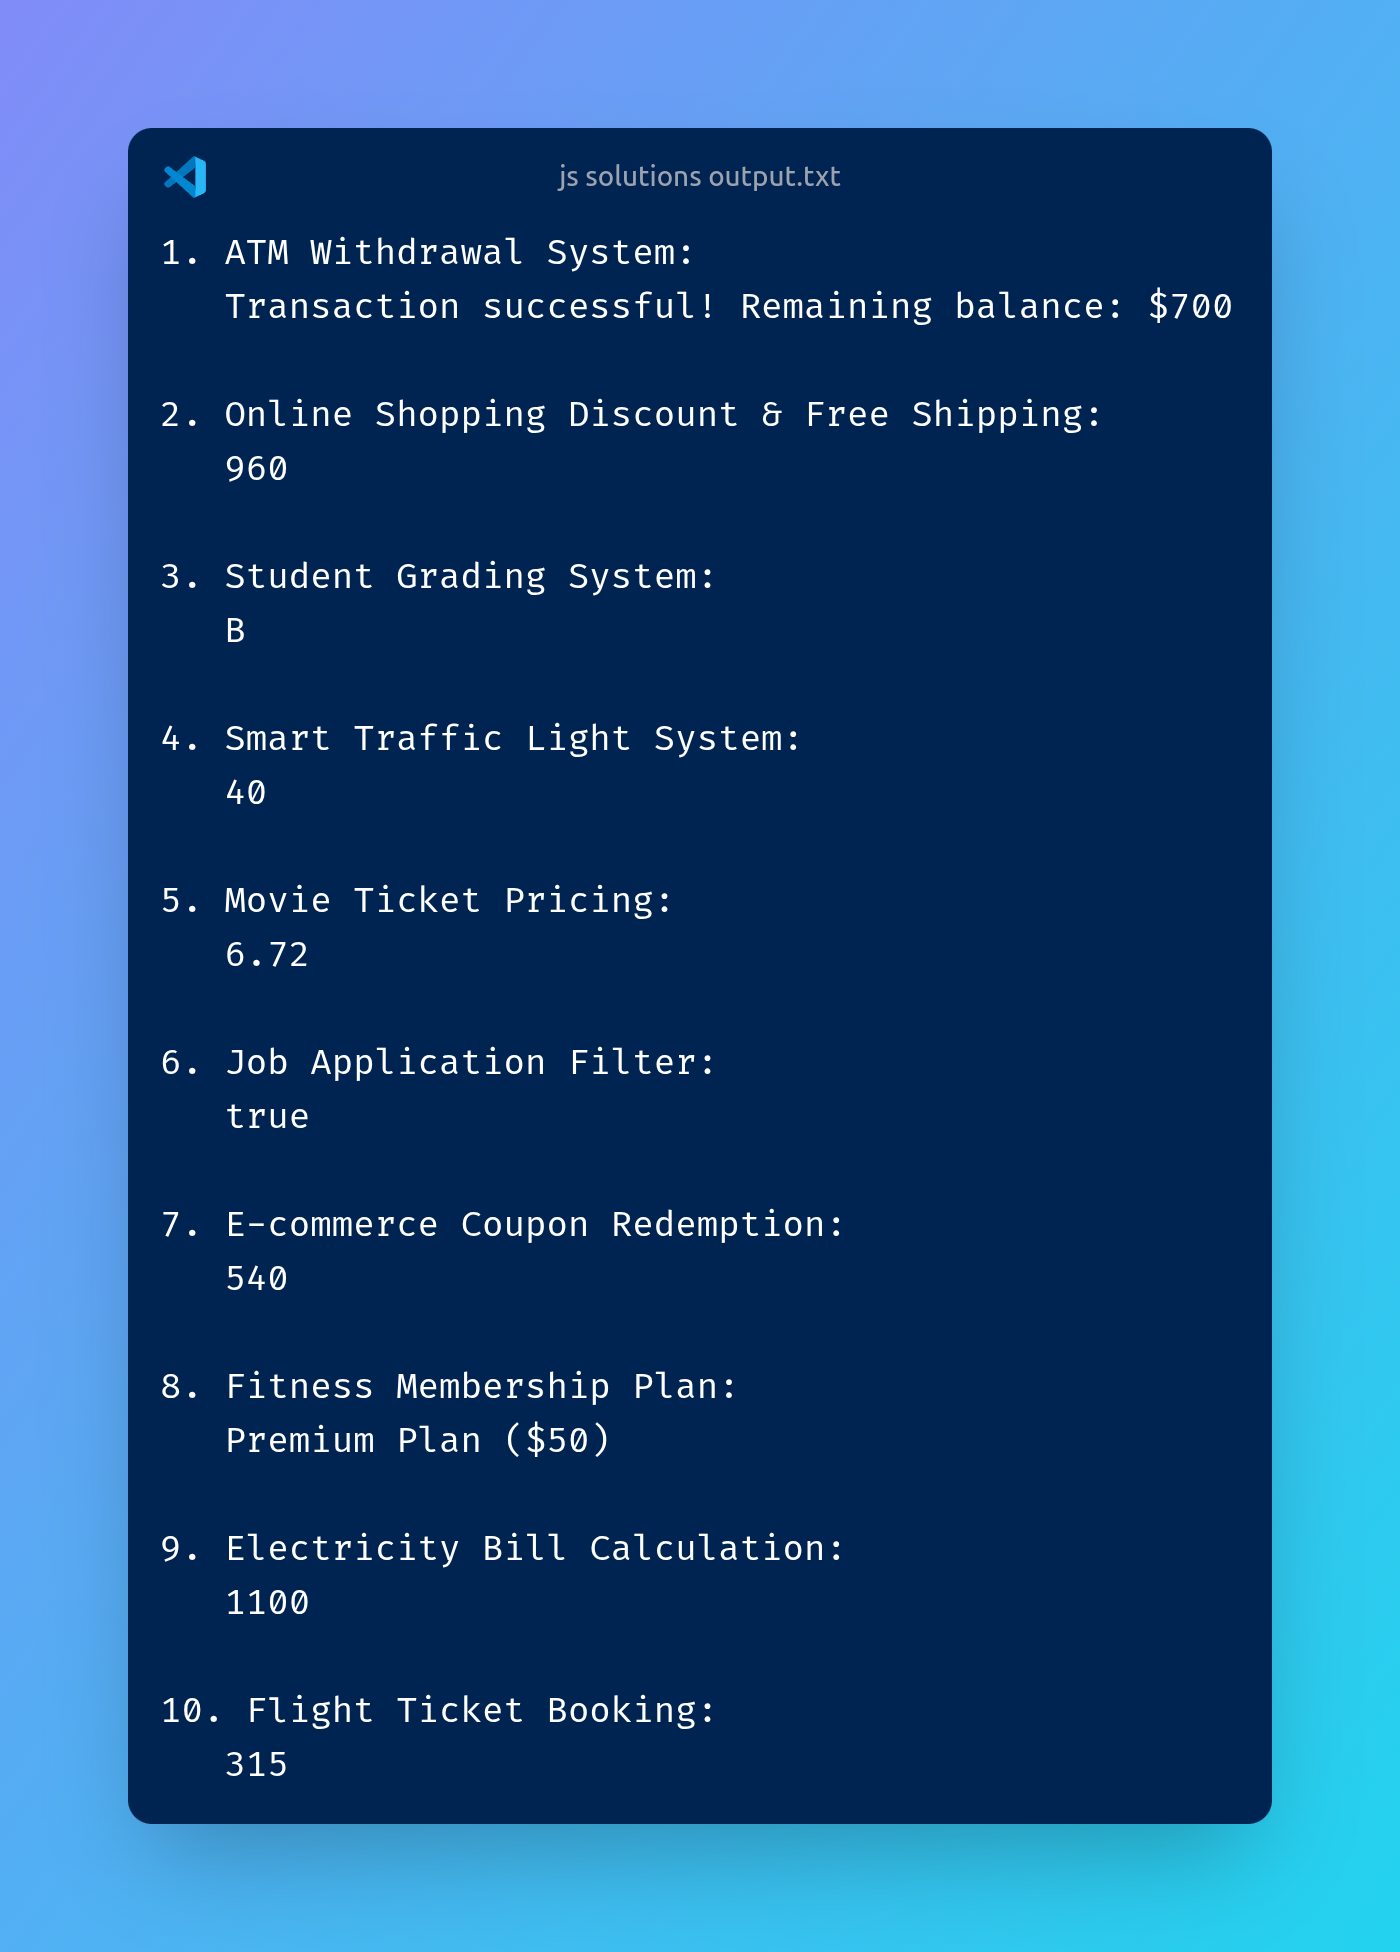 js solutions output.txt
1. ATM Withdrawal System:
   Transaction successful! Remaining balance: $700
2. Online Shopping Discount & Free Shipping:
   960
3. Student Grading System:
   B
4. Smart Traffic Light System:
   40
5. Movie Ticket Pricing:
   6.72
6. Job Application Filter:
   true
7. E-commerce Coupon Redemption:
   540
8. Fitness Membership Plan:
   Premium Plan ($50)
9. Electricity Bill Calculation:
   1100
10. Flight Ticket Booking:
   315